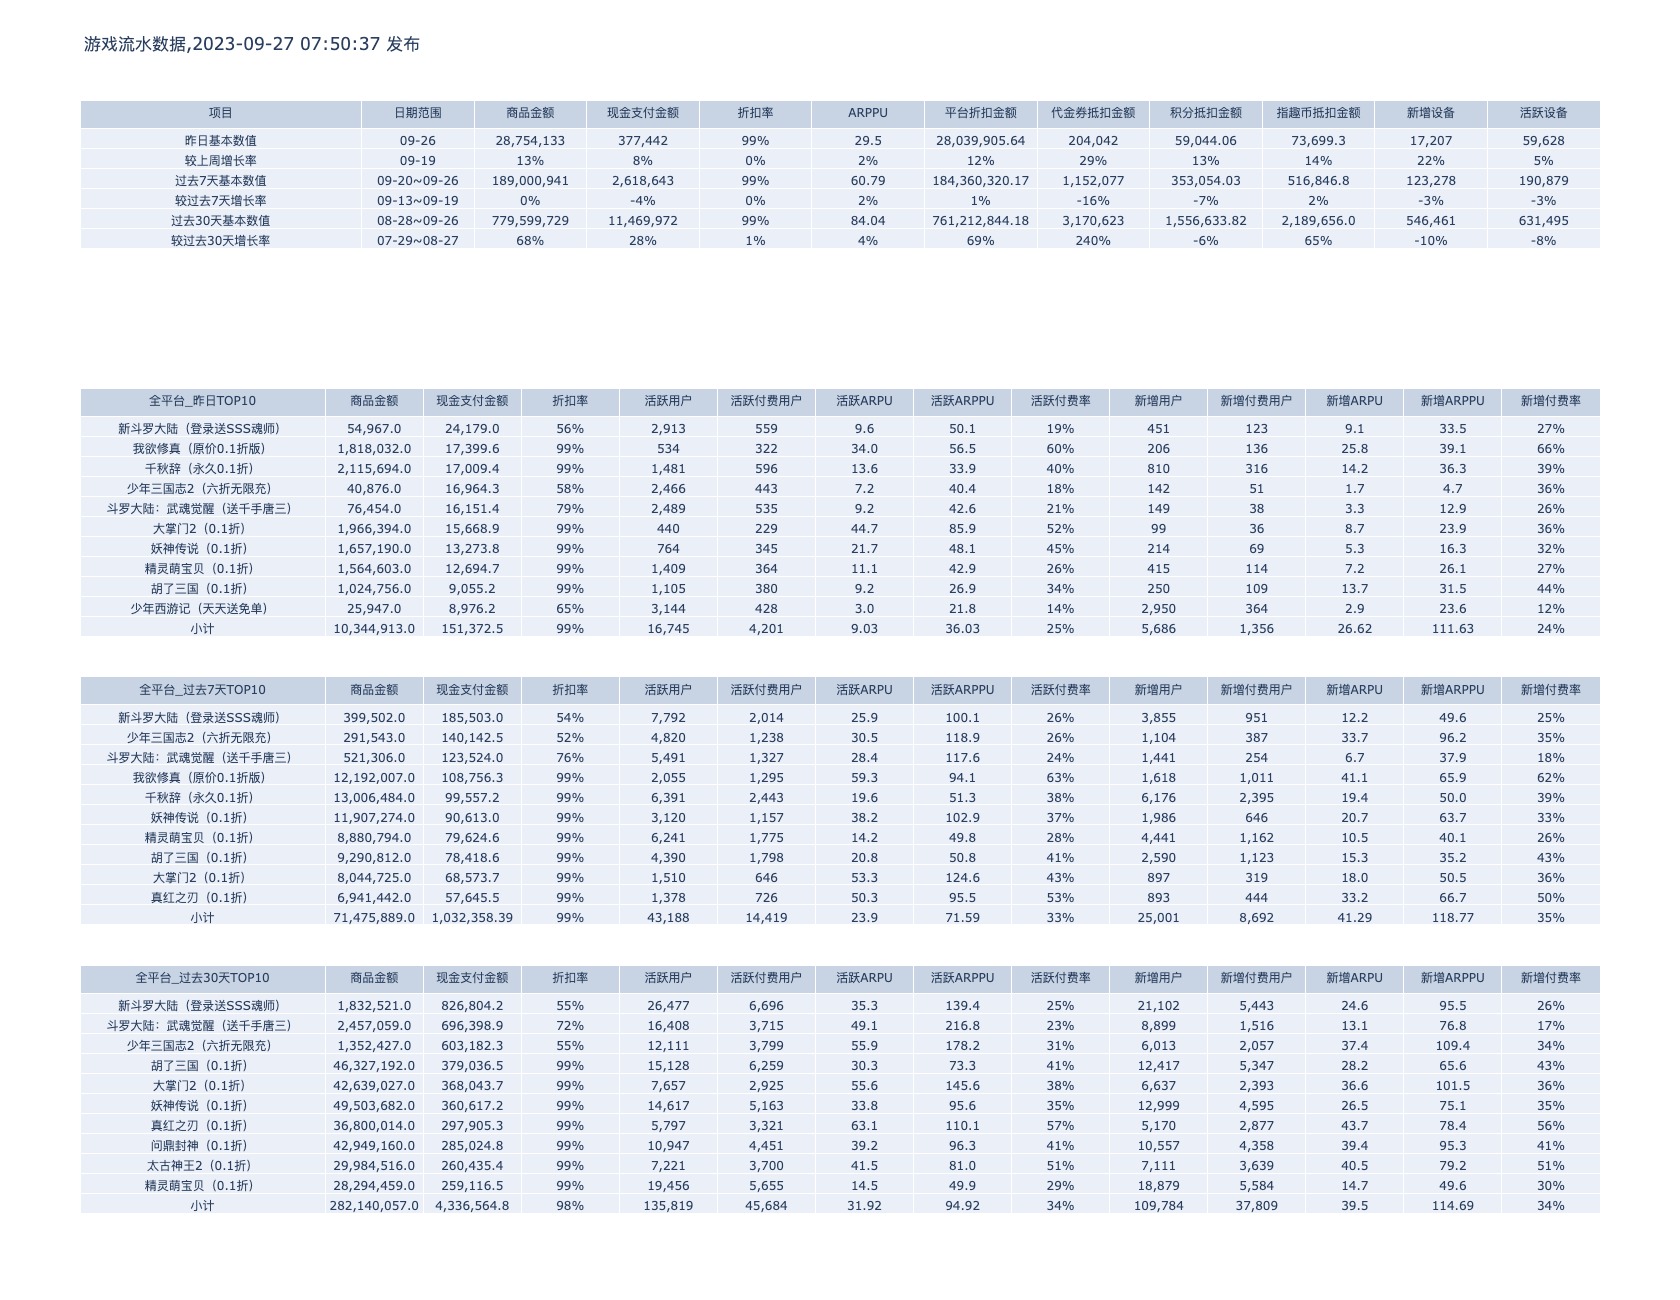 游戏流水数据,2023-09-27 07:50:37 发布
项目 日期范围 商品金额 现金支付金额 折扣率 ARPPU 平台折扣金额 代金券抵扣金额 积分抵扣金额 指趣币抵扣金额 新增设备 活跃设备
昨日基本数值 09-26 28,754,133 377,442 99% 29.5 28,039,905.64 204,042 59,044.06 73,699.3 17,207 59,628
较上周增长率 09-19 13% 8% 0% 2% 12% 29% 13% 14% 22% 5%
过去7天基本数值 09-20~09-26 189,000,941 2,618,643 99% 60.79 184,360,320.17 1,152,077 353,054.03 516,846.8 123,278 190,879
较过去7天增长率 09-13~09-19 0% -4% 0% 2% 1% -16% -7% 2% -3% -3%
过去30天基本数值 08-28~09-26 779,599,729 11,469,972 99% 84.04 761,212,844.18 3,170,623 1,556,633.82 2,189,656.0 546,461 631,495
较过去30天增长率 07-29~08-27 68% 28% 1% 4% 69% 240% -6% 65% -10% -8%
全平台_昨日TOP10 商品金额 现金支付金额 折扣率 活跃用户 活跃付费用户 活跃ARPU 活跃ARPPU 活跃付费率 新增用户 新增付费用户 新增ARPU 新增ARPPU 新增付费率
新斗罗大陆（登录送SSS魂师） 54,967.0 24,179.0 56% 2,913 559 9.6 50.1 19% 451 123 9.1 33.5 27%
我欲修真（原价0.1折版） 1,818,032.0 17,399.6 99% 534 322 34.0 56.5 60% 206 136 25.8 39.1 66%
千秋辞（永久0.1折） 2,115,694.0 17,009.4 99% 1,481 596 13.6 33.9 40% 810 316 14.2 36.3 39%
少年三国志2（六折无限充） 40,876.0 16,964.3 58% 2,466 443 7.2 40.4 18% 142 51 1.7 4.7 36%
斗罗大陆：武魂觉醒（送千手唐三） 76,454.0 16,151.4 79% 2,489 535 9.2 42.6 21% 149 38 3.3 12.9 26%
大掌门2（0.1折） 1,966,394.0 15,668.9 99% 440 229 44.7 85.9 52% 99 36 8.7 23.9 36%
妖神传说（0.1折） 1,657,190.0 13,273.8 99% 764 345 21.7 48.1 45% 214 69 5.3 16.3 32%
精灵萌宝贝（0.1折） 1,564,603.0 12,694.7 99% 1,409 364 11.1 42.9 26% 415 114 7.2 26.1 27%
胡了三国（0.1折） 1,024,756.0 9,055.2 99% 1,105 380 9.2 26.9 34% 250 109 13.7 31.5 44%
少年西游记（天天送免单） 25,947.0 8,976.2 65% 3,144 428 3.0 21.8 14% 2,950 364 2.9 23.6 12%
小计 10,344,913.0 151,372.5 99% 16,745 4,201 9.03 36.03 25% 5,686 1,356 26.62 111.63 24%
全平台_过去7天TOP10 商品金额 现金支付金额 折扣率 活跃用户 活跃付费用户 活跃ARPU 活跃ARPPU 活跃付费率 新增用户 新增付费用户 新增ARPU 新增ARPPU 新增付费率
新斗罗大陆（登录送SSS魂师） 399,502.0 185,503.0 54% 7,792 2,014 25.9 100.1 26% 3,855 951 12.2 49.6 25%
少年三国志2（六折无限充） 291,543.0 140,142.5 52% 4,820 1,238 30.5 118.9 26% 1,104 387 33.7 96.2 35%
斗罗大陆：武魂觉醒（送千手唐三） 521,306.0 123,524.0 76% 5,491 1,327 28.4 117.6 24% 1,441 254 6.7 37.9 18%
我欲修真（原价0.1折版） 12,192,007.0 108,756.3 99% 2,055 1,295 59.3 94.1 63% 1,618 1,011 41.1 65.9 62%
千秋辞（永久0.1折） 13,006,484.0 99,557.2 99% 6,391 2,443 19.6 51.3 38% 6,176 2,395 19.4 50.0 39%
妖神传说（0.1折） 11,907,274.0 90,613.0 99% 3,120 1,157 38.2 102.9 37% 1,986 646 20.7 63.7 33%
精灵萌宝贝（0.1折） 8,880,794.0 79,624.6 99% 6,241 1,775 14.2 49.8 28% 4,441 1,162 10.5 40.1 26%
胡了三国（0.1折） 9,290,812.0 78,418.6 99% 4,390 1,798 20.8 50.8 41% 2,590 1,123 15.3 35.2 43%
大掌门2（0.1折） 8,044,725.0 68,573.7 99% 1,510 646 53.3 124.6 43% 897 319 18.0 50.5 36%
真红之刃（0.1折） 6,941,442.0 57,645.5 99% 1,378 726 50.3 95.5 53% 893 444 33.2 66.7 50%
小计 71,475,889.0 1,032,358.39 99% 43,188 14,419 23.9 71.59 33% 25,001 8,692 41.29 118.77 35%
全平台_过去30天TOP10 商品金额 现金支付金额 折扣率 活跃用户 活跃付费用户 活跃ARPU 活跃ARPPU 活跃付费率 新增用户 新增付费用户 新增ARPU 新增ARPPU 新增付费率
新斗罗大陆（登录送SSS魂师） 1,832,521.0 826,804.2 55% 26,477 6,696 35.3 139.4 25% 21,102 5,443 24.6 95.5 26%
斗罗大陆：武魂觉醒（送千手唐三） 2,457,059.0 696,398.9 72% 16,408 3,715 49.1 216.8 23% 8,899 1,516 13.1 76.8 17%
少年三国志2（六折无限充） 1,352,427.0 603,182.3 55% 12,111 3,799 55.9 178.2 31% 6,013 2,057 37.4 109.4 34%
胡了三国（0.1折） 46,327,192.0 379,036.5 99% 15,128 6,259 30.3 73.3 41% 12,417 5,347 28.2 65.6 43%
大掌门2（0.1折） 42,639,027.0 368,043.7 99% 7,657 2,925 55.6 145.6 38% 6,637 2,393 36.6 101.5 36%
妖神传说（0.1折） 49,503,682.0 360,617.2 99% 14,617 5,163 33.8 95.6 35% 12,999 4,595 26.5 75.1 35%
真红之刃（0.1折） 36,800,014.0 297,905.3 99% 5,797 3,321 63.1 110.1 57% 5,170 2,877 43.7 78.4 56%
问鼎封神（0.1折） 42,949,160.0 285,024.8 99% 10,947 4,451 39.2 96.3 41% 10,557 4,358 39.4 95.3 41%
太古神王2（0.1折） 29,984,516.0 260,435.4 99% 7,221 3,700 41.5 81.0 51% 7,111 3,639 40.5 79.2 51%
精灵萌宝贝（0.1折） 28,294,459.0 259,116.5 99% 19,456 5,655 14.5 49.9 29% 18,879 5,584 14.7 49.6 30%
小计 282,140,057.0 4,336,564.8 98% 135,819 45,684 31.92 94.92 34% 109,784 37,809 39.5 114.69 34%